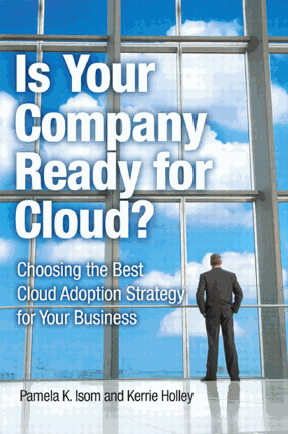 Is Your
Company
Ready for
Cloud?
Choosing the Best
Cloud Adoption Strategy
for Your Business
Pamela K. Isom and Kerrie Holley